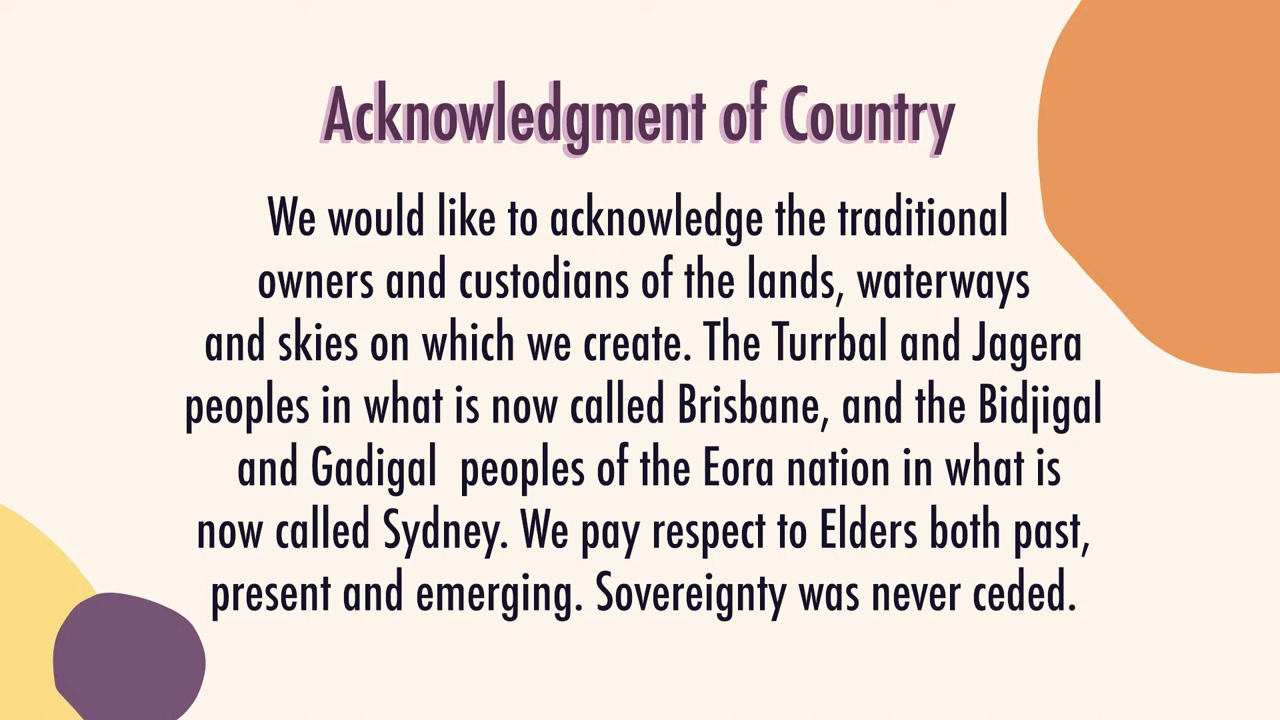 Acknowledgment of Country
We would like to acknowledge the traditional
owners and custodians of the lands, waterways
and skies on which we create. The Turrbal and Jagera
peoples in what is now called Brisbane, and the Bidjigal
and Gadigal  peoples of the Eora nation in what is
now called Sydney. We pay respect to Elders both past,
present and emerging. Sovereignty was never ceded.